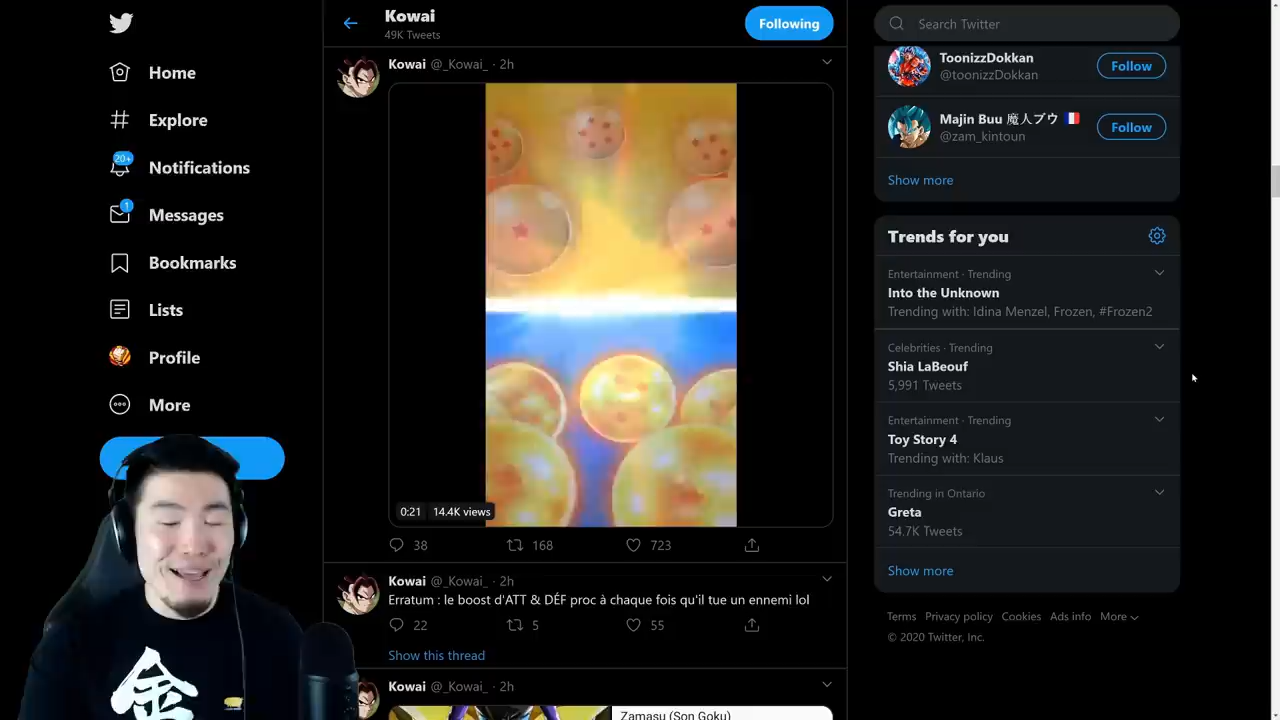 Home
Explore
20+
Notifications
1
Messages
Bookmarks
Lists
Profile
More
Kowai
49K Tweets
Following
Kowai @_Kowai_ · 2h
0:21 14.4K views
38 168 723
Kowai @_Kowai_ · 2h
Erratum : le boost d'ATT & DÉF proc à chaque fois qu'il tue un ennemi lol
22 5 55
Show this thread
Kowai @_Kowai_ · 2h
Zamasu (Son Goku)
Search Twitter
ToonizzDokkan
@toonizzDokkan
Follow
Majin Buu 魔人ブウ 🇫🇷
@zam_kintoun
Follow
Show more
Trends for you
Entertainment · Trending
Into the Unknown
Trending with: Idina Menzel, Frozen, #Frozen2
Celebrities · Trending
Shia LaBeouf
5,991 Tweets
Entertainment · Trending
Toy Story 4
Trending with: Klaus
Trending in Ontario
Greta
54.7K Tweets
Show more
Terms Privacy policy Cookies Ads info More
© 2020 Twitter, Inc.
金